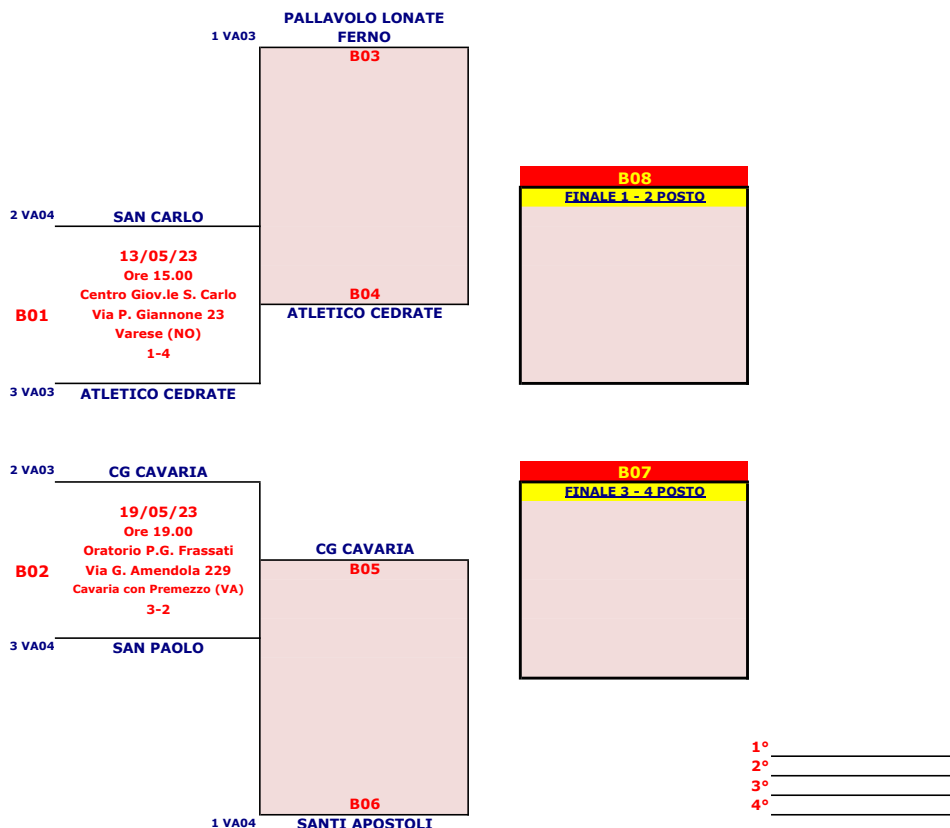 PALLAVOLO LONATE
FERNO
1 VA03
B03
B08
FINALE 1 - 2 POSTO
2 VA04
SAN CARLO
13/05/23
Ore 15.00
Centro Giov.le S. Carlo
Via P. Giannone 23
Varese (NO)
1-4
B01
B04
ATLETICO CEDRATE
3 VA03
ATLETICO CEDRATE
2 VA03
CG CAVARIA
B07
FINALE 3 - 4 POSTO
19/05/23
Ore 19.00
Oratorio P.G. Frassati
Via G. Amendola 229
Cavaria con Premezzo (VA)
3-2
B02
CG CAVARIA
B05
3 VA04
SAN PAOLO
1°
2°
3°
4°
B06
1 VA04
SANTI APOSTOLI